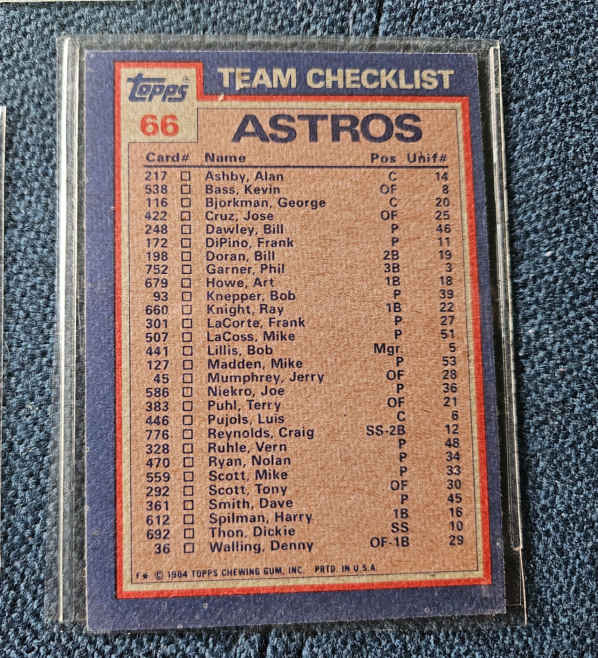 Topps® TEAM CHECKLIST
66 ASTROS
Card# Name Pos Unif#
217 Ashby, Alan C 14
538 Bass, Kevin OF 8
116 Bjorkman, George C 20
422 Cruz, Jose OF 25
248 Dawley, Bill P 46
172 DiPino, Frank P 11
198 Doran, Bill 2B 19
752 Garner, Phil 3B 3
679 Howe, Art 1B 18
93 Knepper, Bob P 39
660 Knight, Ray 1B 22
301 LaCorte, Frank P 27
507 LaCoss, Mike P 51
441 Lillis, Bob Mgr. 5
127 Madden, Mike P 53
45 Mumphrey, Jerry OF 28
586 Niekro, Joe P 36
383 Puhl, Terry OF 21
446 Pujols, Luis C 6
776 Reynolds, Craig SS-2B 12
328 Ruhle, Vern P 48
470 Ryan, Nolan P 34
559 Scott, Mike P 33
292 Scott, Tony OF 30
361 Smith, Dave P 45
612 Spilman, Harry 1B 16
692 Thon, Dickie SS 10
36 Walling, Denny OF-1B 29
F★ © 1984 TOPPS CHEWING GUM, INC. PRTD. IN U.S.A.